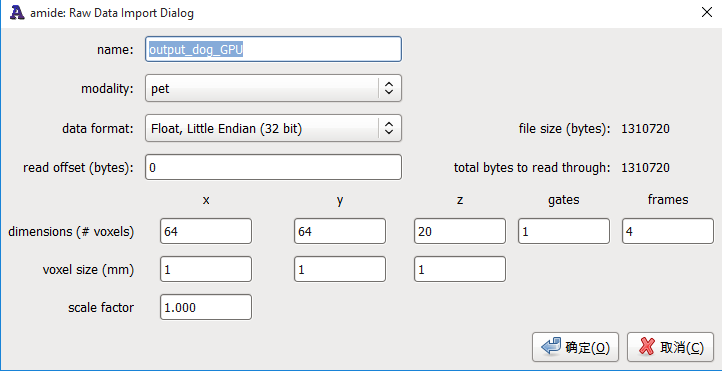 amide: Raw Data Import Dialog
name: output_dog_GPU
modality: pet
data format: Float, Little Endian (32 bit) file size (bytes): 1310720
read offset (bytes): 0 total bytes to read through: 1310720
x y z gates frames
dimensions (# voxels) 64 64 20 1 4
voxel size (mm) 1 1 1
scale factor 1.000
确定(O) 取消(C)